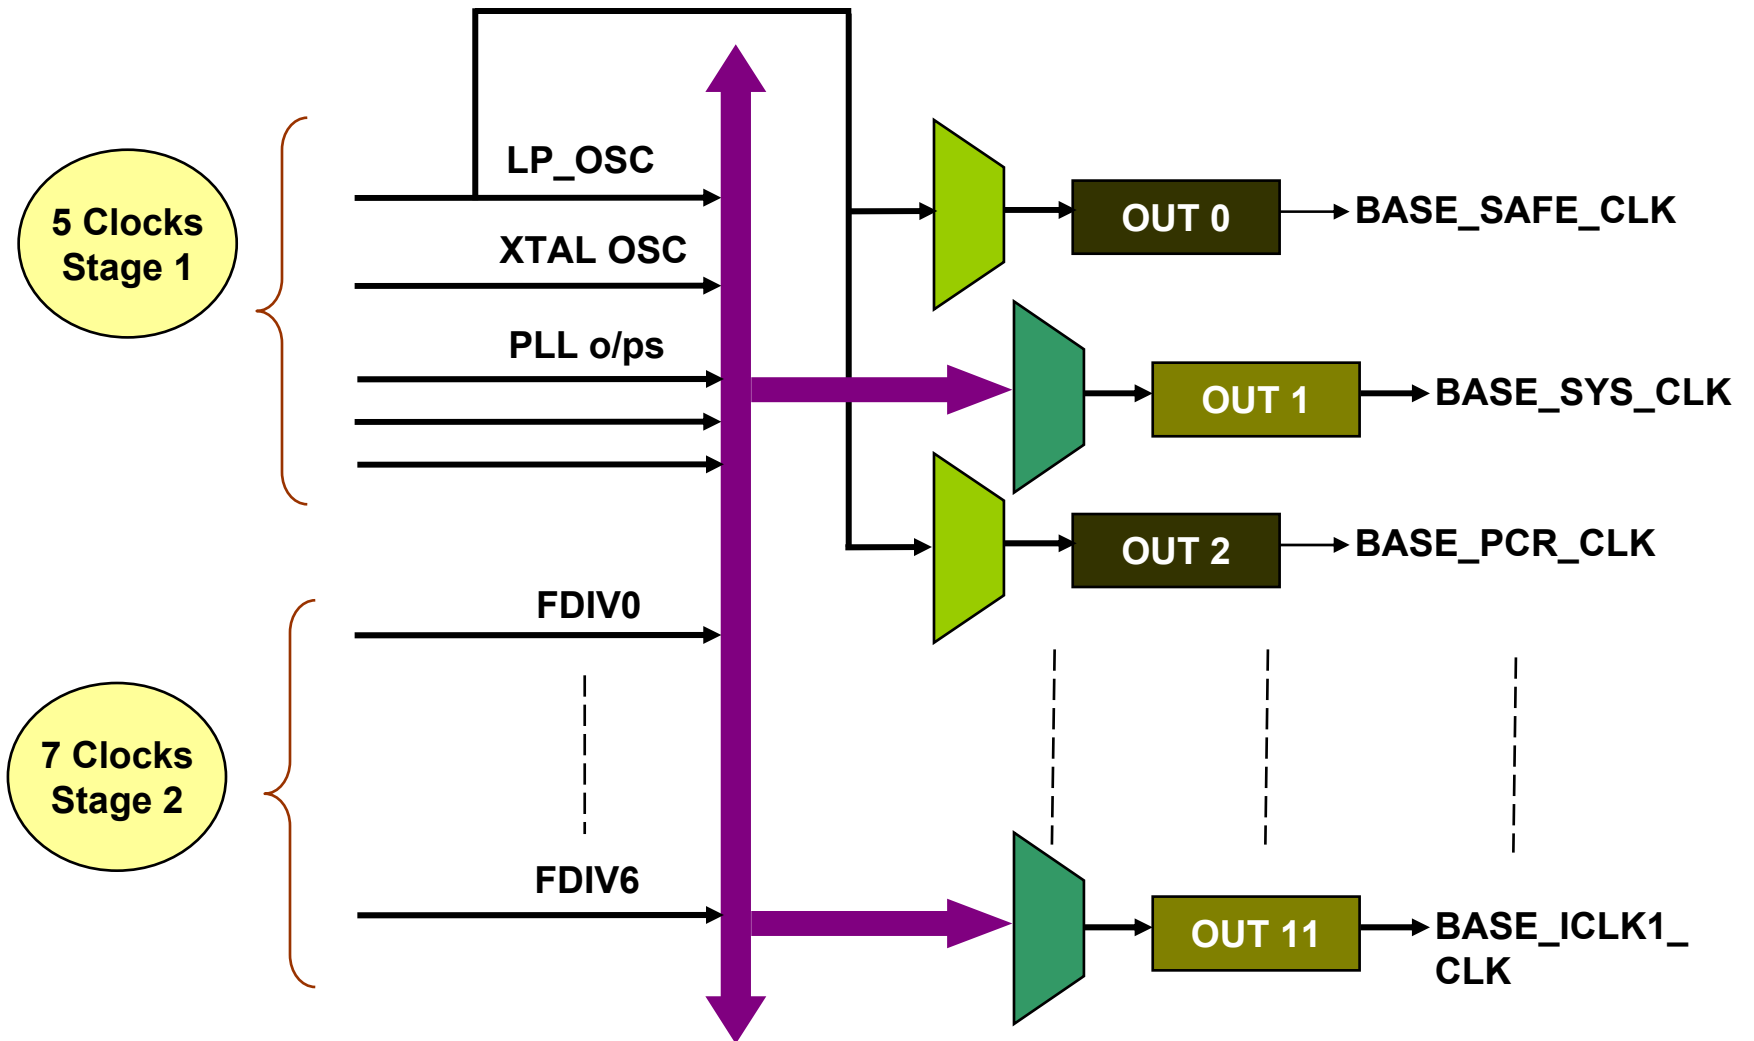 5 Clocks
Stage 1
LP_OSC
XTAL OSC
PLL o/ps
OUT 0
BASE_SAFE_CLK
OUT 1
BASE_SYS_CLK
OUT 2
BASE_PCR_CLK
7 Clocks
Stage 2
FDIV0
FDIV6
OUT 11
BASE_ICLK1_
CLK